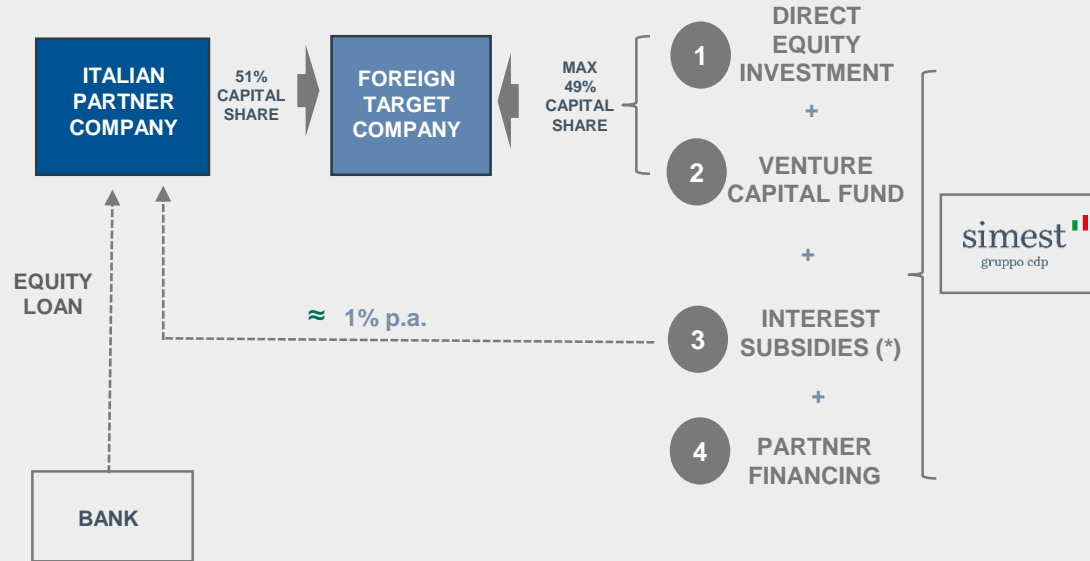 ITALIAN
PARTNER
COMPANY
51%
CAPITAL
SHARE
FOREIGN
TARGET
COMPANY
MAX
49%
CAPITAL
SHARE
1
DIRECT
EQUITY
INVESTMENT
+
2
VENTURE
CAPITAL FUND
+
simest
gruppo cdp
EQUITY
LOAN
≈ 1% p.a.
3
INTEREST
SUBSIDIES (*)
+
4
PARTNER
FINANCING
BANK